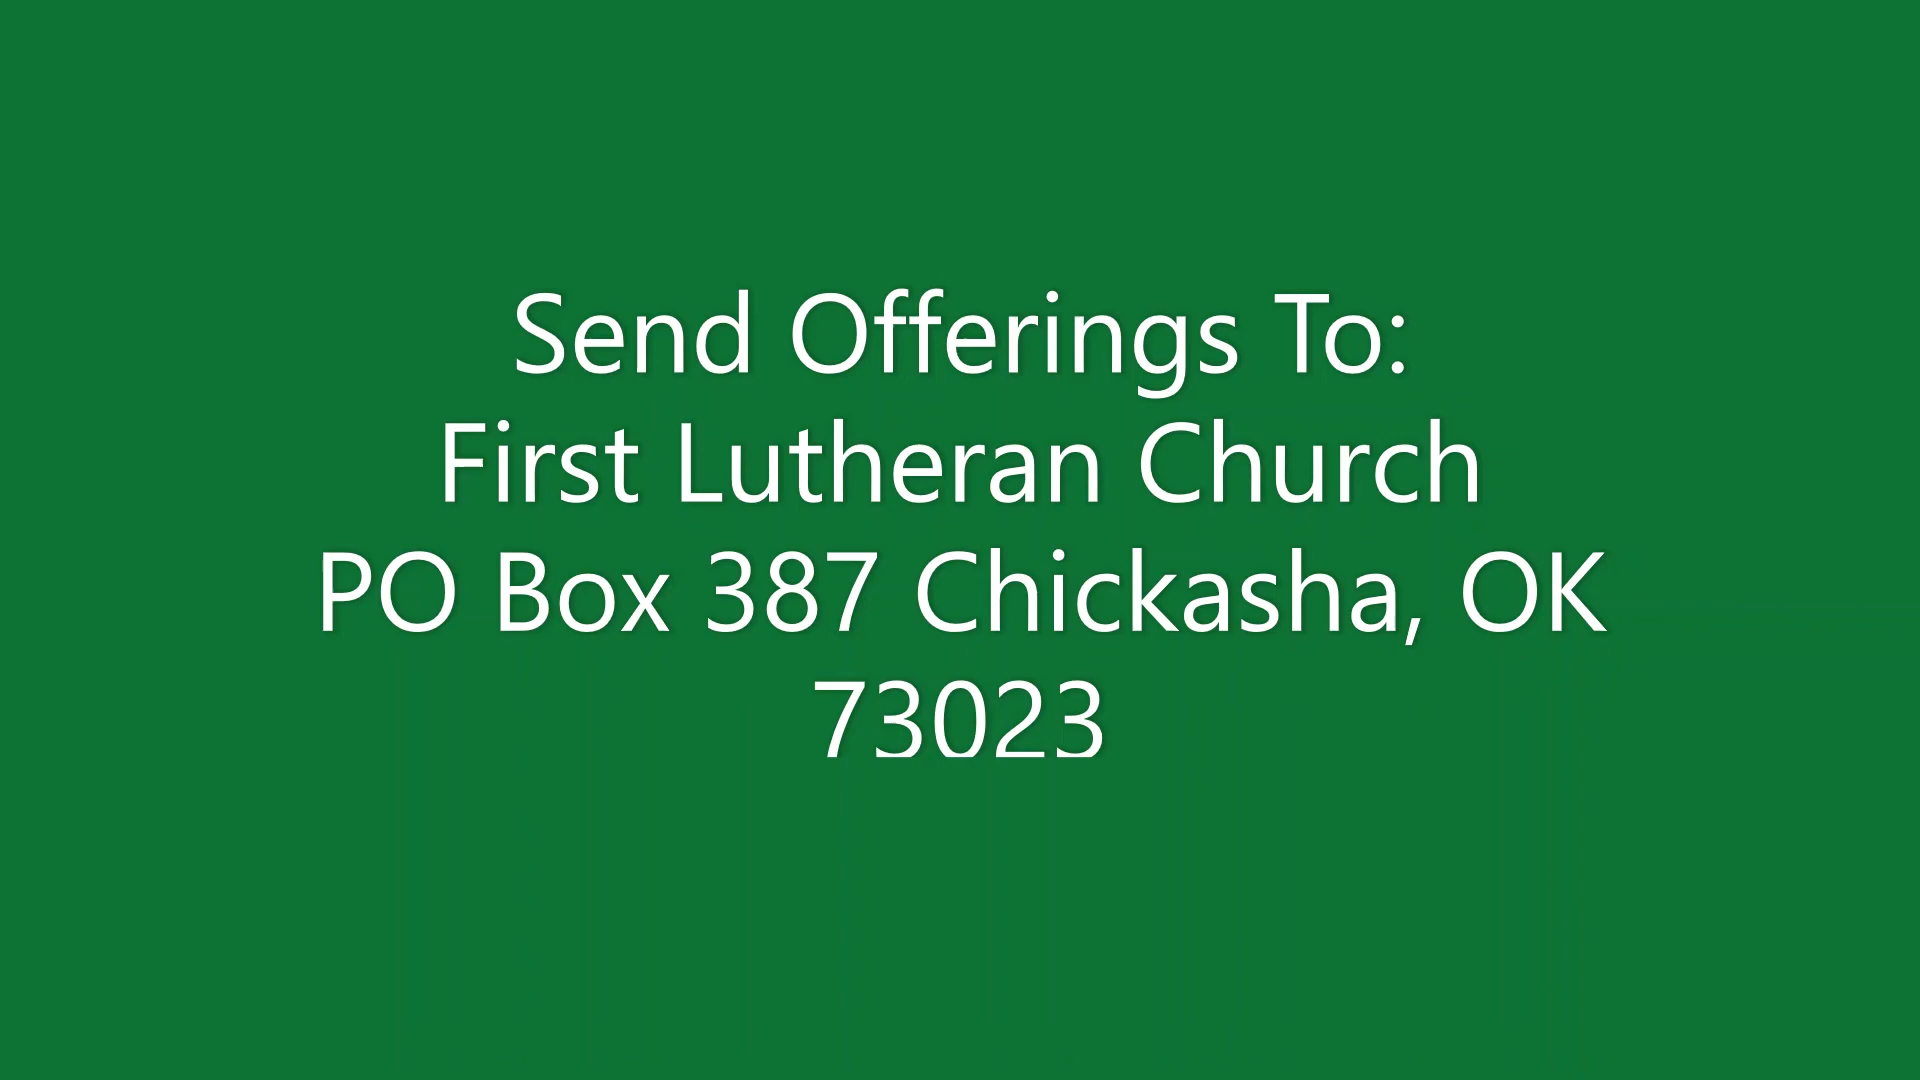 Send Offerings To:
First Lutheran Church
PO Box 387 Chickasha, OK
73023